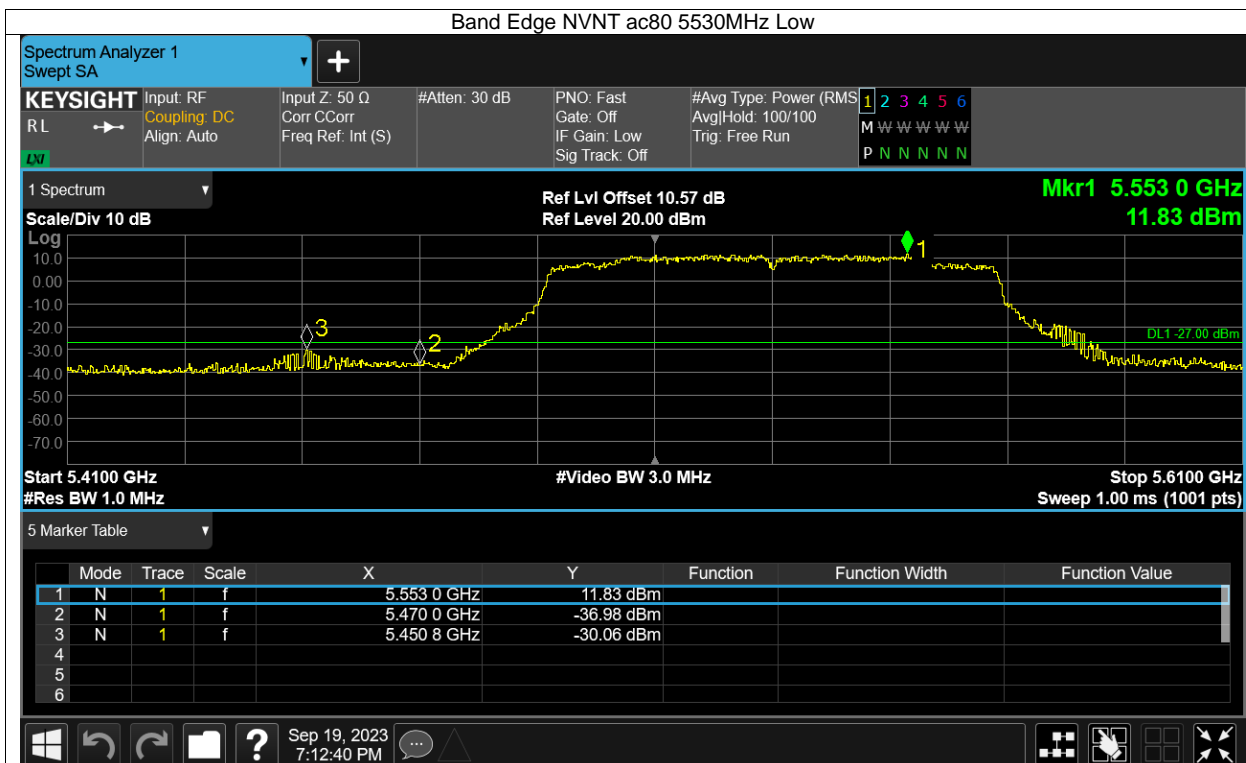 Band Edge NVNT ac80 5530MHz Low
Spectrum Analyzer 1
Swept SA
KEYSIGHT
R L
LXI
Input: RF
Coupling: DC
Align: Auto
Input Z: 50 Ω
Corr CCorr
Freq Ref: Int (S)
#Atten: 30 dB
PNO: Fast
Gate: Off
IF Gain: Low
Sig Track: Off
#Avg Type: Power (RMS
Avg|Hold: 100/100
Trig: Free Run
1 2 3 4 5 6
M W W W W W
P N N N N N
1 Spectrum
Scale/Div 10 dB
Ref Lvl Offset 10.57 dB
Ref Level 20.00 dBm
Mkr1 5.553 0 GHz
11.83 dBm
Log
10.0
0.00
-10.0
-20.0
-30.0
-40.0
-50.0
-60.0
-70.0
1
3
2
DL1 -27.00 dBm
Start 5.4100 GHz
#Video BW 3.0 MHz
Stop 5.6100 GHz
#Res BW 1.0 MHz
Sweep 1.00 ms (1001 pts)
5 Marker Table
Mode Trace Scale X Y Function Function Width Function Value
1 N 1 f 5.553 0 GHz 11.83 dBm
2 N 1 f 5.470 0 GHz -36.98 dBm
3 N 1 f 5.450 8 GHz -30.06 dBm
4
5
6
?
Sep 19, 2023
7:12:40 PM